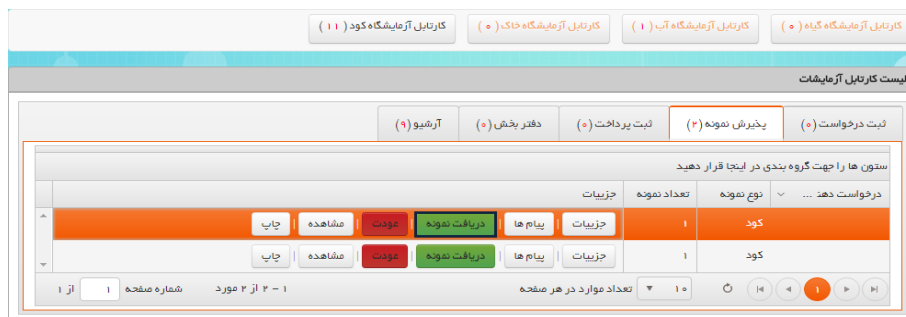 کارتابل آزمایشگاه گیاه ( ۰ ) کارتابل آزمایشگاه آب ( ۱ ) کارتابل آزمایشگاه خاک ( ۰ ) کارتابل آزمایشگاه کود ( ۱۱ )
لیست کارتابل آزمایشات
ثبت درخواست (۰) پذیرش نمونه (۲) ثبت پرداخت (۰) دفتر بخش (۰) آرشیو (۹)
ستون ها را جهت گروه بندی در اینجا قرار دهید
درخواست دهند ... نوع نمونه تعداد نمونه جزییات
کود ۱ جزییات | پیام ها | دریافت نمونه | عودت | مشاهده | چاپ
کود ۱ جزییات | پیام ها | دریافت نمونه | عودت | مشاهده | چاپ
۱ ۱۰ تعداد موارد در هر صفحه ۱ - ۲ از ۲ مورد شماره صفحه ۱ از ۱